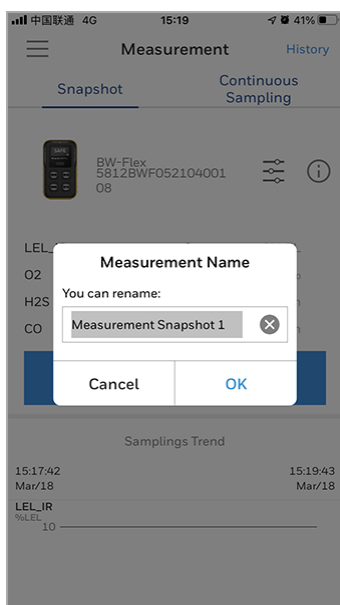 中国联通 4G 15:19 41%
Measurement History
Snapshot
Continuous
Sampling
SAFE
BW-Flex
5812BWF052104001
08
LEL_
O2
H2S
CO
Measurement Name
You can rename:
Measurement Snapshot 1
Cancel OK
Samplings Trend
15:17:42 15:19:43
Mar/18 Mar/18
LEL_IR
%LEL
10